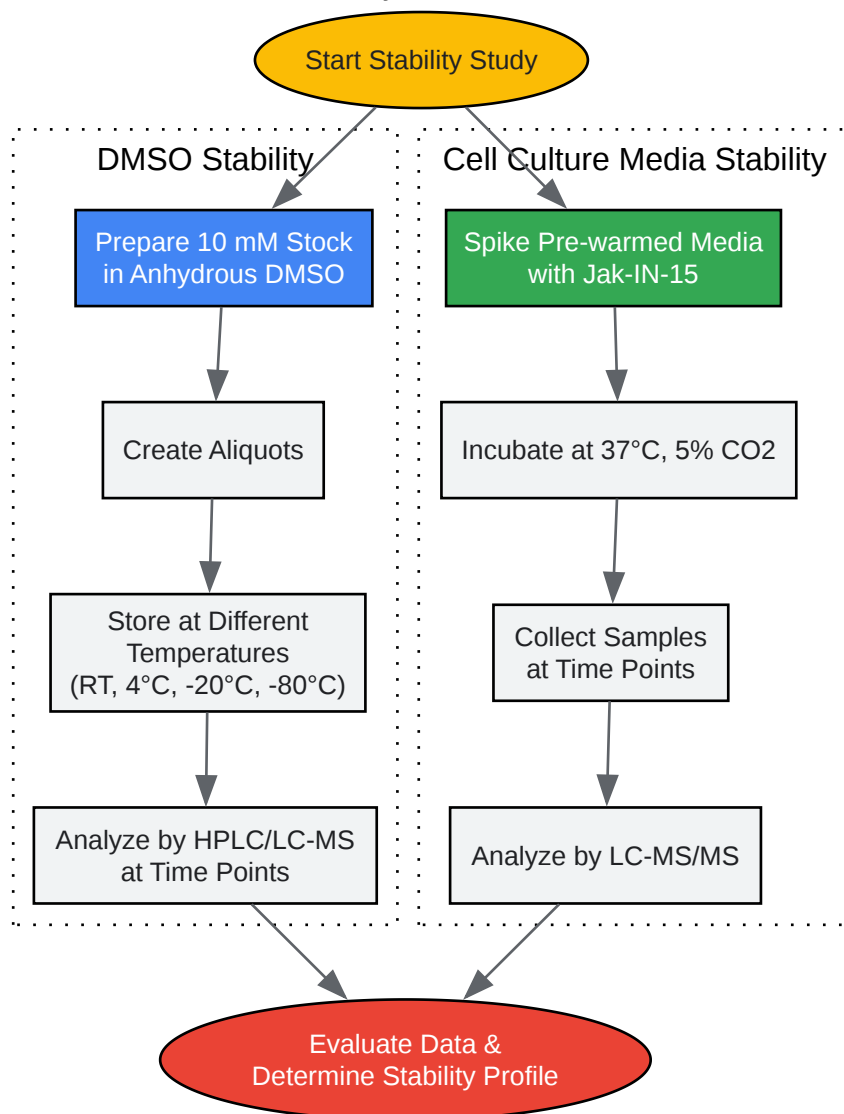 Start Stability Study
DMSO Stability
Prepare 10 mM Stock
in Anhydrous DMSO
Create Aliquots
Store at Different
Temperatures
(RT, 4°C, -20°C, -80°C)
Analyze by HPLC/LC-MS
at Time Points
Cell Culture Media Stability
Spike Pre-warmed Media
with Jak-IN-15
Incubate at 37°C, 5% CO2
Collect Samples
at Time Points
Analyze by LC-MS/MS
Evaluate Data &
Determine Stability Profile